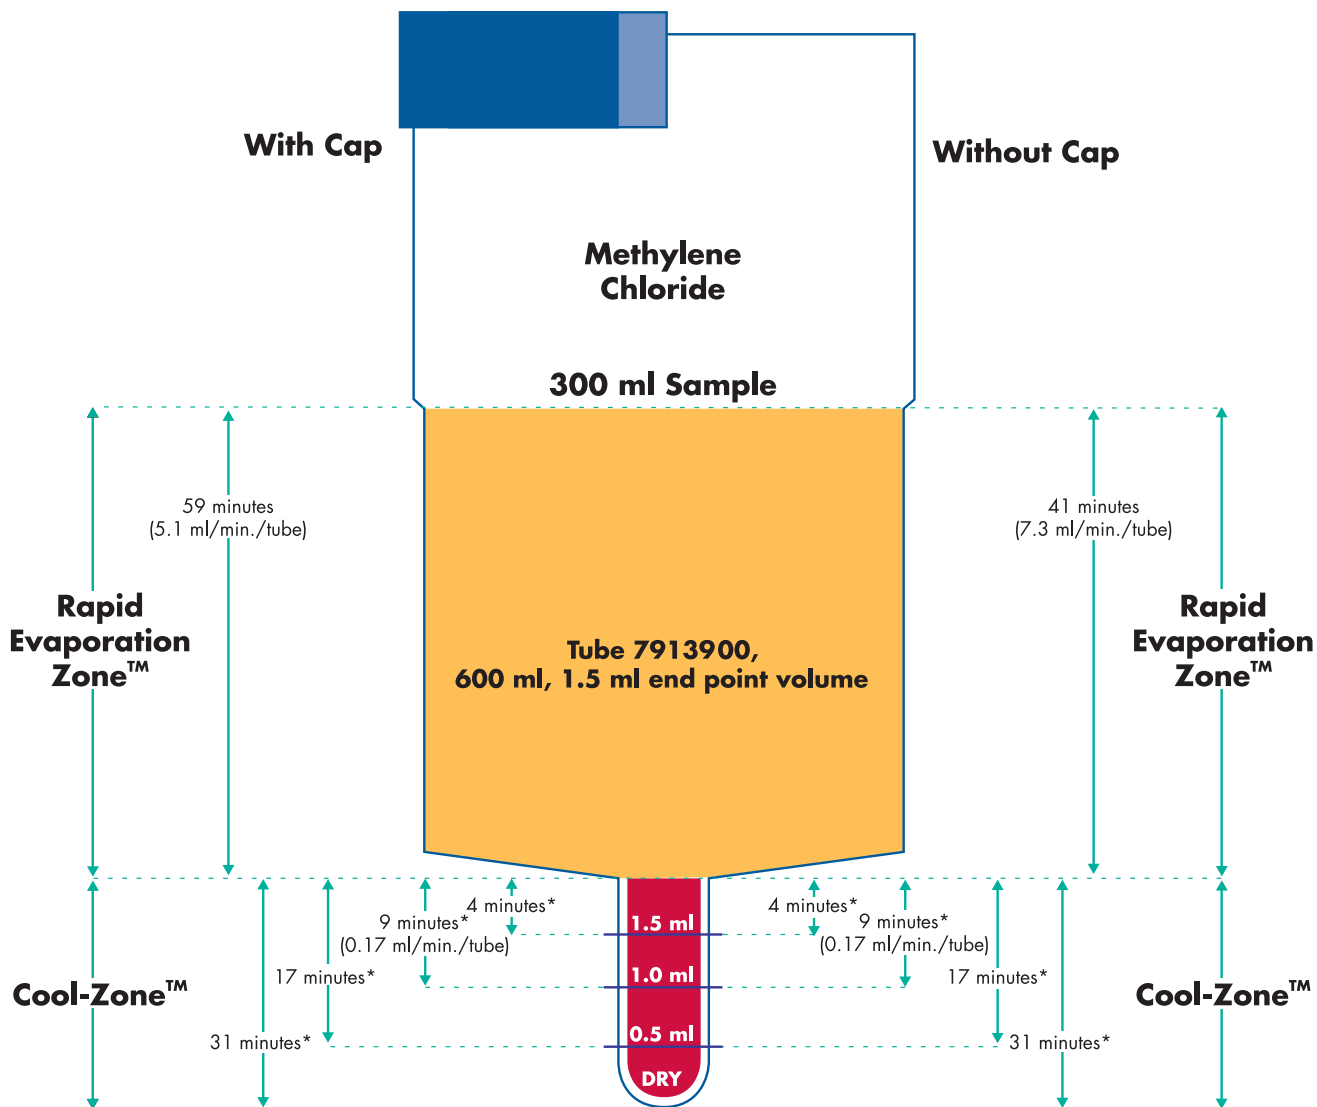 With Cap
Without Cap
Methylene
Chloride
300 ml Sample
59 minutes
(5.1 ml/min./tube)
41 minutes
(7.3 ml/min./tube)
Rapid
Evaporation
Zone™
Tube 7913900,
600 ml, 1.5 ml end point volume
Rapid
Evaporation
Zone™
4 minutes*
9 minutes*
(0.17 ml/min./tube)
17 minutes*
31 minutes*
Cool-Zone™
1.5 ml
1.0 ml
0.5 ml
DRY
4 minutes*
9 minutes*
(0.17 ml/min./tube)
17 minutes*
31 minutes*
Cool-Zone™